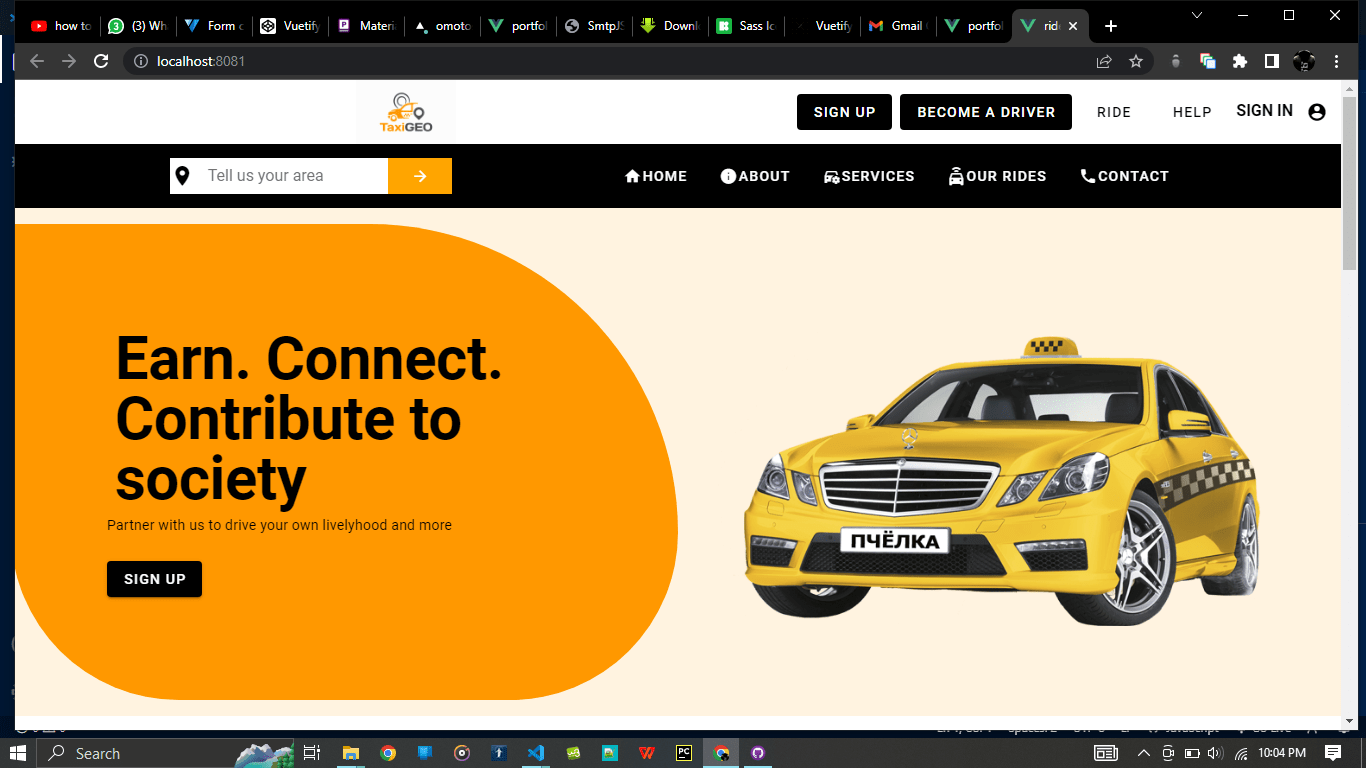 how to
(3) Wh
Form c
Vuetify
Materi
omoto
portfol
SmtpJS
Downl
Sass Ic
Vuetify
Gmail
portfol
ride
localhost:8081
TaxiGEO
SIGN UP
BECOME A DRIVER
RIDE
HELP
SIGN IN
Tell us your area
HOME
ABOUT
SERVICES
OUR RIDES
CONTACT
Earn. Connect.
Contribute to
society
Partner with us to drive your own livelyhood and more
SIGN UP
ПЧЁЛКА
Search
PC
10:04 PM